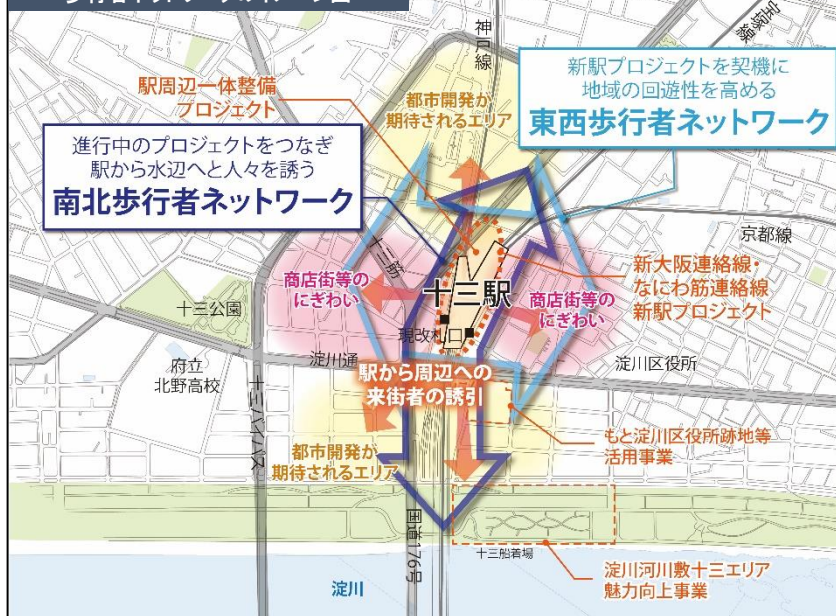 神戸線
宝塚線
駅周辺一体整備
プロジェクト
都市開発が
期待されるエリア
新駅プロジェクトを契機に
地域の回遊性を高める
東西歩行者ネットワーク
進行中のプロジェクトをつなぎ
駅から水辺へと人々を誘う
南北歩行者ネットワーク
京都線
十三筋
商店街等の
にぎわい
十三駅
商店街等の
にぎわい
新大阪連絡線・
なにわ筋連絡線
新駅プロジェクト
十三公園
現改札口
府立
北野高校
淀川通
淀川区役所
駅から周辺への
来街者の誘引
十三バイパス
もと淀川区役所跡地等
活用事業
都市開発が
期待されるエリア
国道176号
十三船着場
淀川
淀川河川敷十三エリア
魅力向上事業